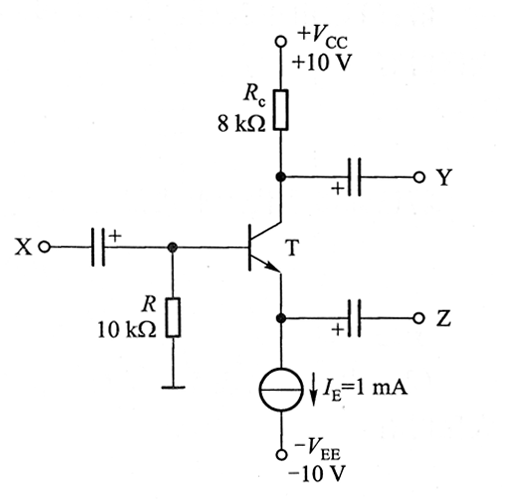 +V_CC
+10 V
R_c
8 kΩ
+
Y
X
+
T
R
10 kΩ
+
Z
I_E=1 mA
−V_EE
−10 V